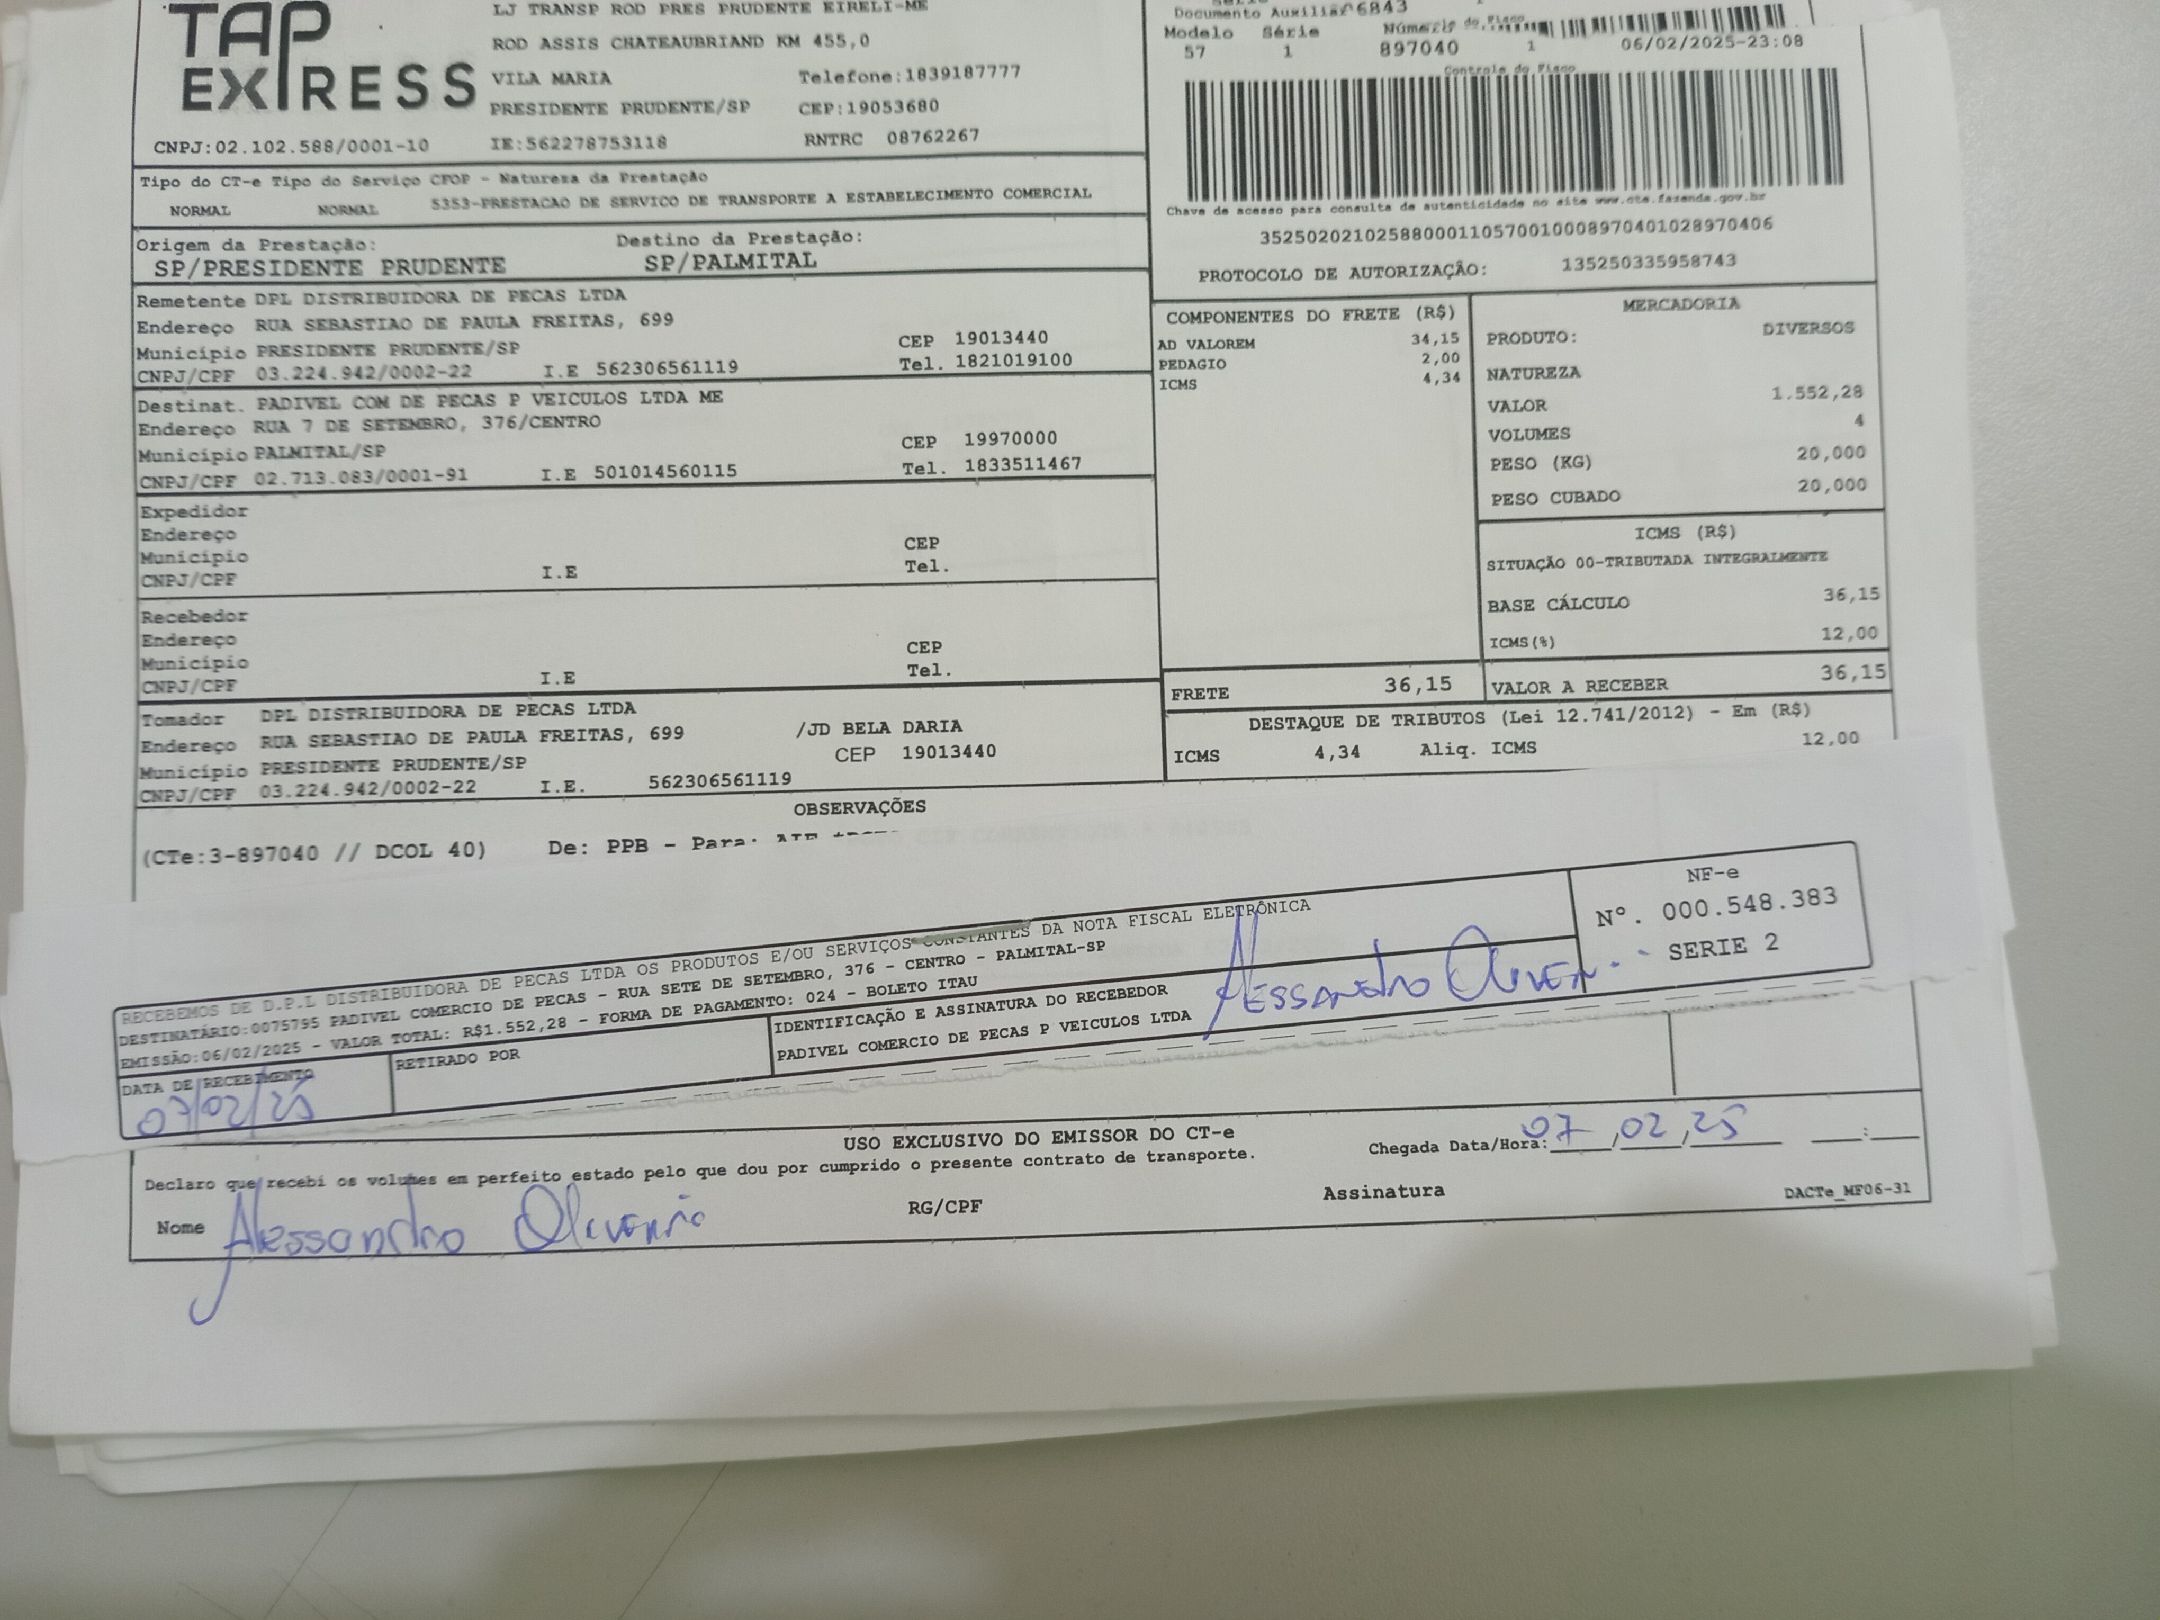 TAP
EXPRESS
LJ TRANSP ROD PRES PRUDENTE EIRELI-ME
ROD ASSIS CHATEAUBRIAND KM 455,0
VILA MARIA Telefone:1839187777
PRESIDENTE PRUDENTE/SP CEP:19053680
CNPJ:02.102.588/0001-10 IE:562278753118 RNTRC 08762267
Documento Auxiliar 6843
Modelo Série Número do Fisco
57 1 897040 1 06/02/2025-23:08
Controle do Fisco
Chave de acesso para consulta de autenticidade no site www.cte.fazenda.gov.br
35250202102588000110570010008970401028970406
PROTOCOLO DE AUTORIZAÇÃO: 135250335958743
Tipo do CT-e Tipo do Serviço CFOP - Natureza da Prestação
NORMAL NORMAL 5353-PRESTACAO DE SERVICO DE TRANSPORTE A ESTABELECIMENTO COMERCIAL
Origem da Prestação: Destino da Prestação:
SP/PRESIDENTE PRUDENTE SP/PALMITAL
Remetente DPL DISTRIBUIDORA DE PECAS LTDA
Endereço RUA SEBASTIAO DE PAULA FREITAS, 699
Município PRESIDENTE PRUDENTE/SP CEP 19013440
CNPJ/CPF 03.224.942/0002-22 I.E 562306561119 Tel. 1821019100
Destinat. PADIVEL COM DE PECAS P VEICULOS LTDA ME
Endereço RUA 7 DE SETEMBRO, 376/CENTRO
Município PALMITAL/SP CEP 19970000
CNPJ/CPF 02.713.083/0001-91 I.E 501014560115 Tel. 1833511467
Expedidor
Endereço
Município CEP
CNPJ/CPF I.E Tel.
Recebedor
Endereço
Município CEP
CNPJ/CPF I.E Tel.
Tomador DPL DISTRIBUIDORA DE PECAS LTDA
Endereço RUA SEBASTIAO DE PAULA FREITAS, 699 /JD BELA DARIA
Município PRESIDENTE PRUDENTE/SP CEP 19013440
CNPJ/CPF 03.224.942/0002-22 I.E. 562306561119
COMPONENTES DO FRETE (R$)
AD VALOREM 34,15
PEDAGIO 2,00
ICMS 4,34
MERCADORIA
PRODUTO: DIVERSOS
NATUREZA
VALOR 1.552,28
VOLUMES 4
PESO (KG) 20,000
PESO CUBADO 20,000
ICMS (R$)
SITUAÇÃO 00-TRIBUTADA INTEGRALMENTE
BASE CÁLCULO 36,15
ICMS(%) 12,00
FRETE 36,15 VALOR A RECEBER 36,15
DESTAQUE DE TRIBUTOS (Lei 12.741/2012) - Em (R$)
ICMS 4,34 Aliq. ICMS 12,00
OBSERVAÇÕES
(CTe:3-897040 // DCOL 40) De: PPB - Para:
RECEBEMOS DE D.P.L DISTRIBUIDORA DE PECAS LTDA OS PRODUTOS E/OU SERVIÇOS CONSTANTES DA NOTA FISCAL ELETRÔNICA
DESTINATÁRIO:0075795 PADIVEL COMERCIO DE PECAS - RUA SETE DE SETEMBRO, 376 - CENTRO - PALMITAL-SP
EMISSÃO:06/02/2025 - VALOR TOTAL: R$1.552,28 - FORMA DE PAGAMENTO: 024 - BOLETO ITAU
NF-e
Nº. 000.548.383
SERIE 2
DATA DE RECEBIMENTO RETIRADO POR IDENTIFICAÇÃO E ASSINATURA DO RECEBEDOR
PADIVEL COMERCIO DE PECAS P VEICULOS LTDA Alessandro
07/02/25
USO EXCLUSIVO DO EMISSOR DO CT-e
Chegada Data/Hora: 07/02/25 __:__
Declaro que recebi os volumes em perfeito estado pelo que dou por cumprido o presente contrato de transporte.
Nome Alessandro RG/CPF Assinatura DACTe_MF06-31